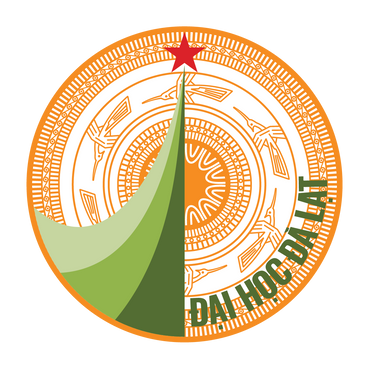 ĐẠI HỌC ĐÀ LẠT